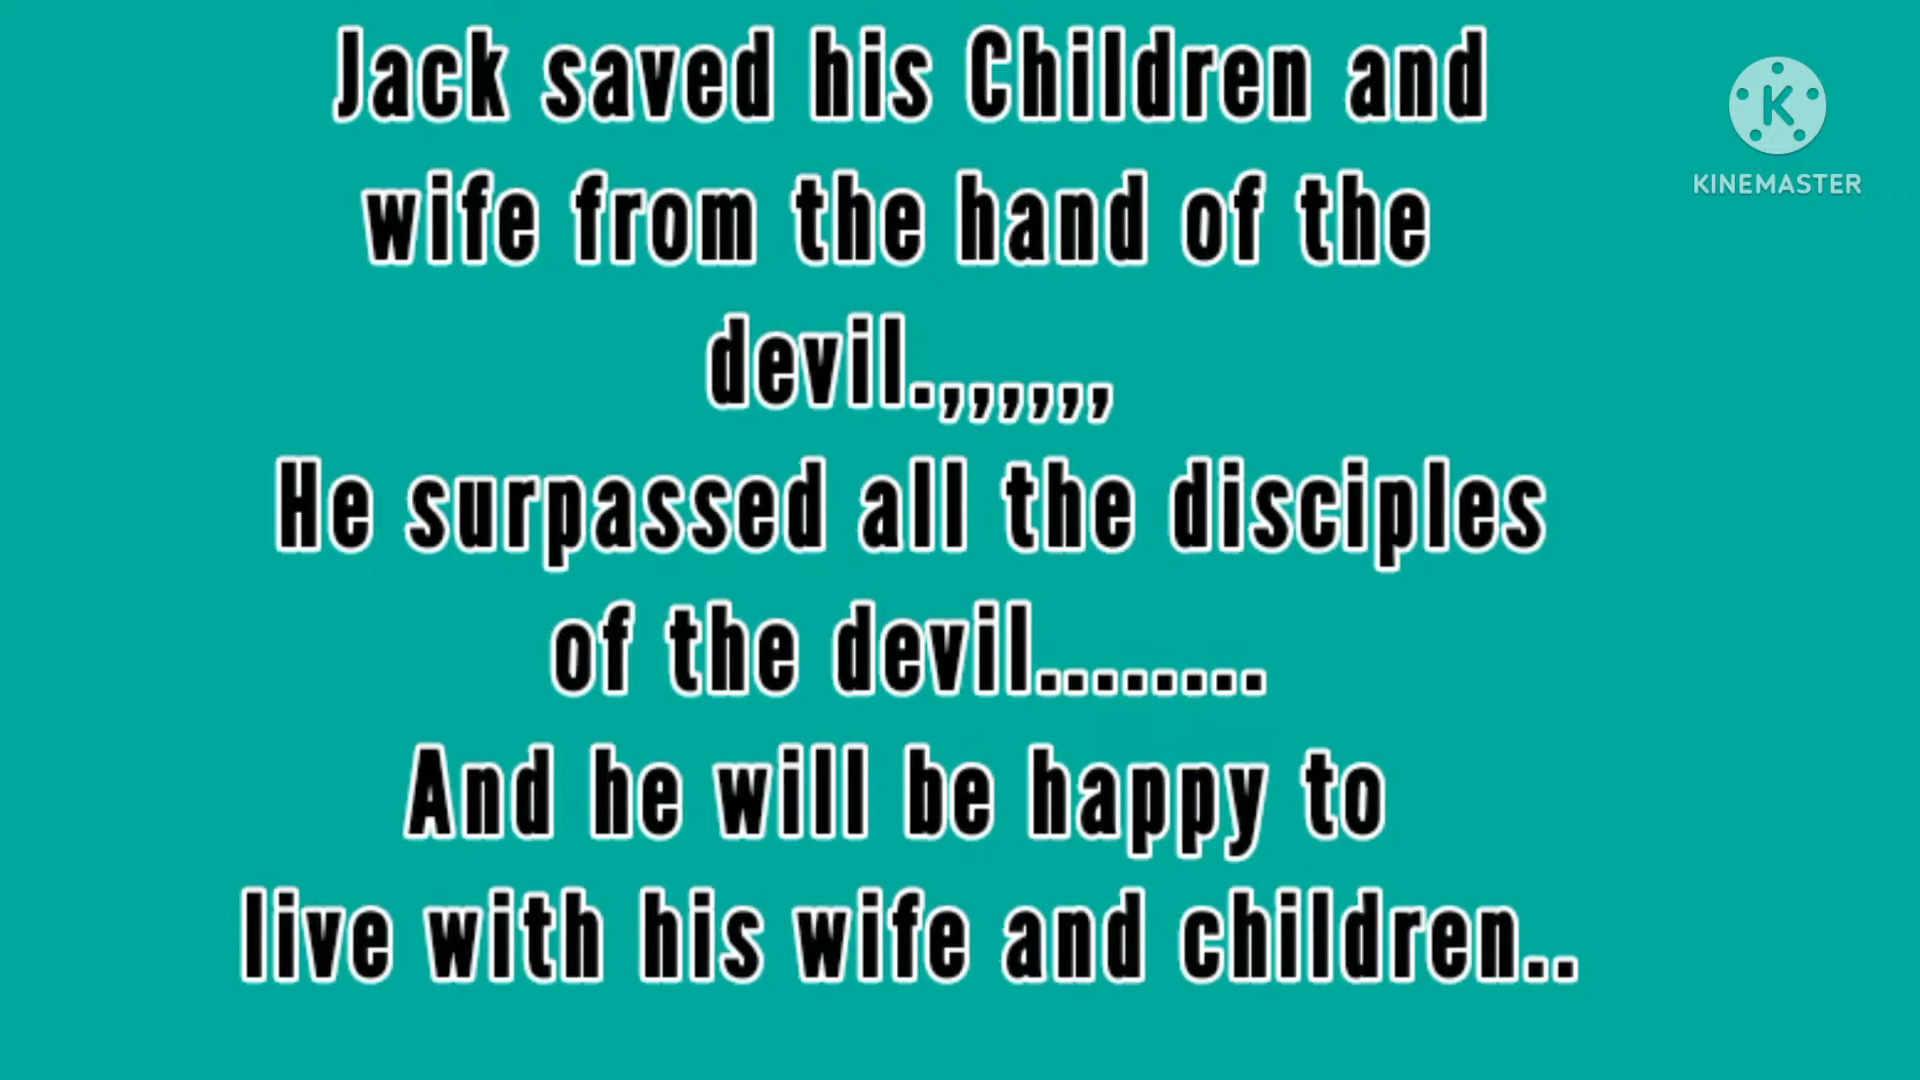 Jack saved his Children and
wife from the hand of the
devil.,,,,,,
He surpassed all the disciples
of the devil........
And he will be happy to
live with his wife and children..
K
KINEMASTER